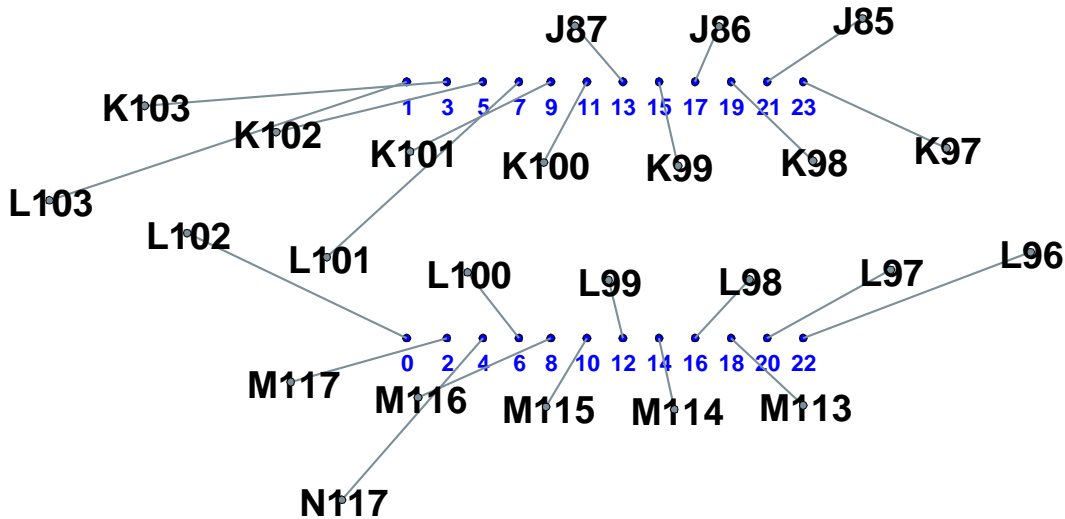 J87 J86 J85
K103 1 3 5 7 9 11 13 15 17 19 21 23
K102 K101 K100 K99 K98 K97
L103
L102 L101 L100 L99 L98 L97 L96
0 2 4 6 8 10 12 14 16 18 20 22
M117 M116 M115 M114 M113
N117